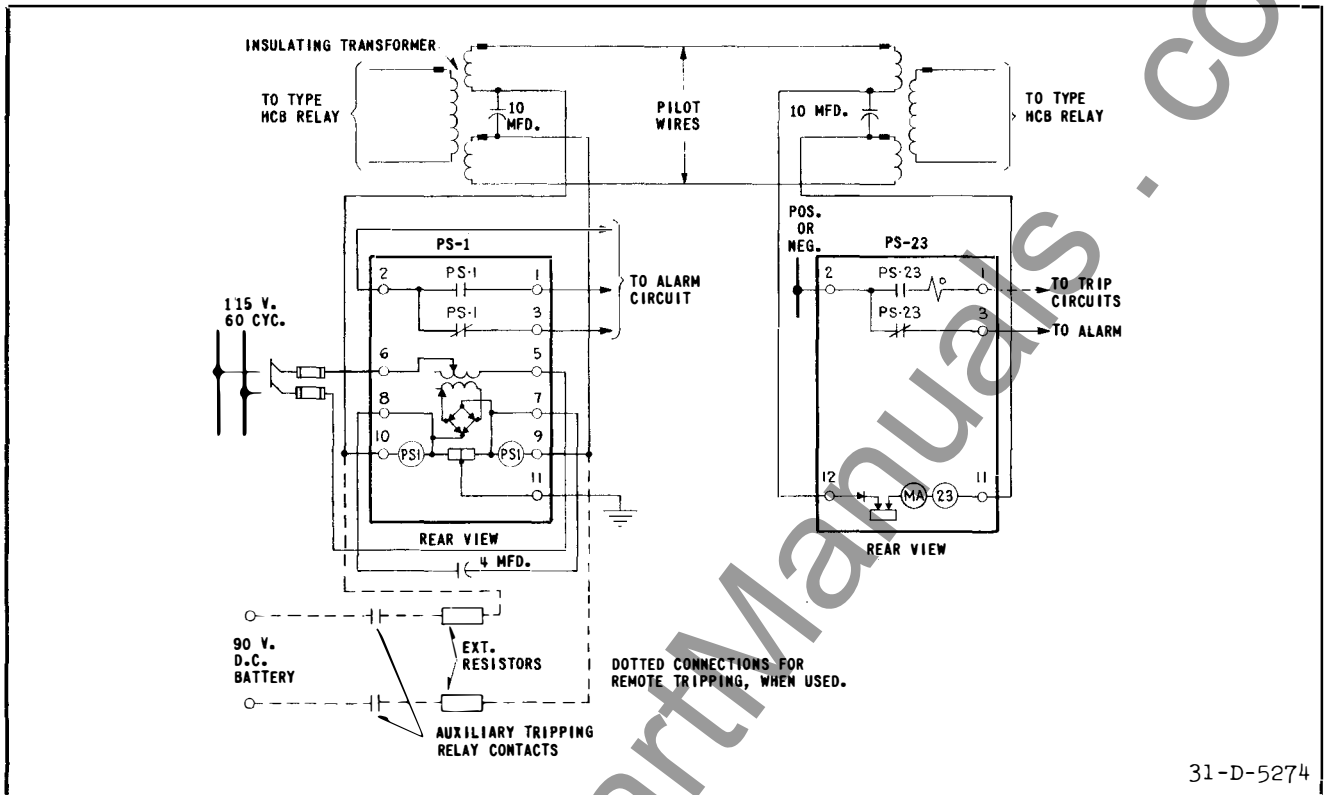 INSULATING TRANSFORMER
TO TYPE
HCB RELAY
10
MFD.
PILOT
WIRES
10 MFD.
TO TYPE
HCB RELAY
PS-1
2
PS-1
1
PS-1
3
TO ALARM
CIRCUIT
115 V.
60 CYC.
6
5
8
7
10
PS1
PS1
9
11
REAR VIEW
4 MFD.
POS.
OR
NEG.
PS-23
2
PS-23
1
TO TRIP
CIRCUITS
PS-23
3
TO ALARM
12
MA
23
11
REAR VIEW
90 V.
D.C.
BATTERY
EXT.
RESISTORS
DOTTED CONNECTIONS FOR
REMOTE TRIPPING, WHEN USED.
AUXILIARY TRIPPING
RELAY CONTACTS
31-D-5274
artManuals.co